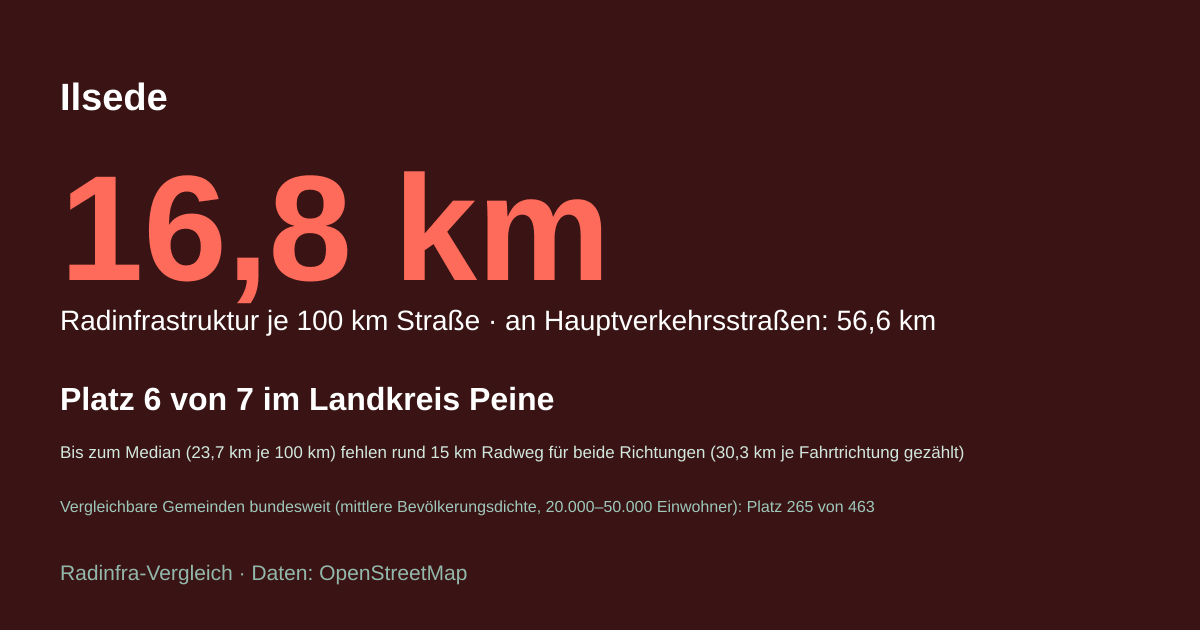 Ilsede
16,8 km
Radinfrastruktur je 100 km Straße · an Hauptverkehrsstraßen: 56,6 km
Platz 6 von 7 im Landkreis Peine
Bis zum Median (23,7 km je 100 km) fehlen rund 15 km Radweg für beide Richtungen (30,3 km je Fahrtrichtung gezählt)
Vergleichbare Gemeinden bundesweit (mittlere Bevölkerungsdichte, 20.000–50.000 Einwohner): Platz 265 von 463
Radinfra-Vergleich · Daten: OpenStreetMap